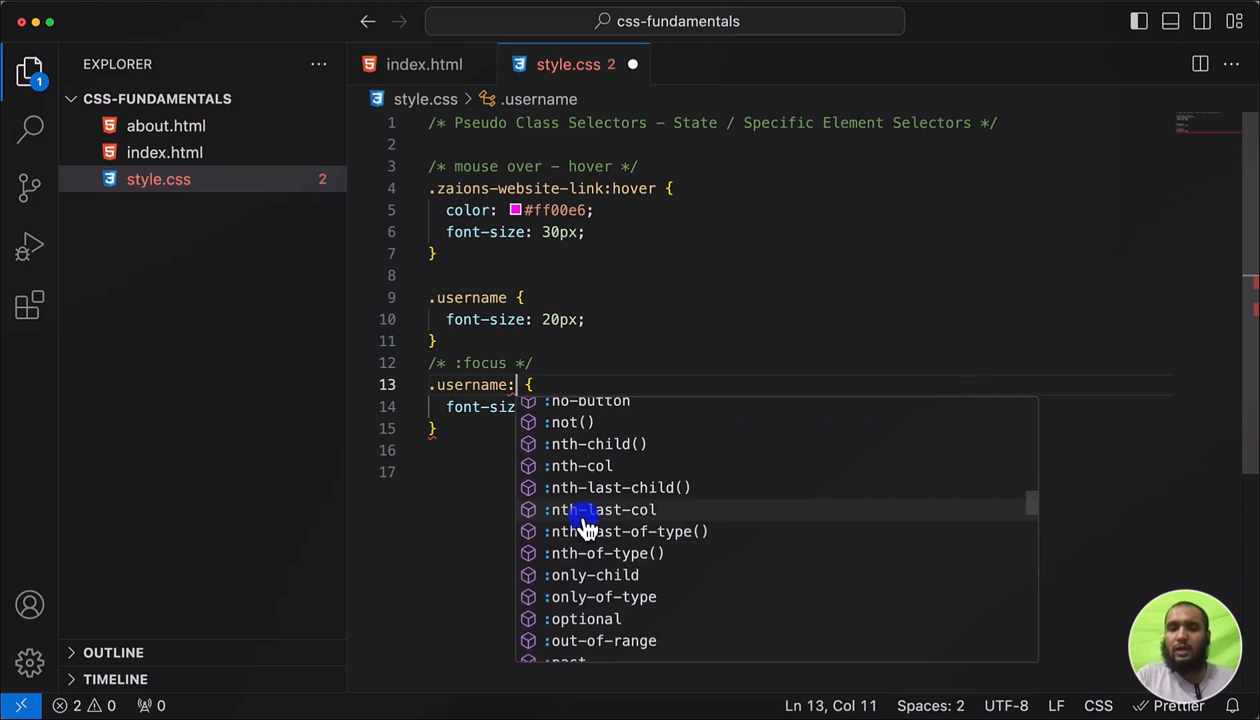 css-fundamentals
EXPLORER
CSS-FUNDAMENTALS
about.html
index.html
style.css 2
OUTLINE
TIMELINE
1
index.html
style.css 2
style.css > .username
1 /* Pseudo Class Selectors - State / Specific Element Selectors */
2
3 /* mouse over - hover */
4 .zaions-website-link:hover {
5 color: #ff00e6;
6 font-size: 30px;
7 }
8
9 .username {
10 font-size: 20px;
11 }
12 /* :focus */
13 .username: {
14 font-siz
15 }
16
17
:no-button
:not()
:nth-child()
:nth-col
:nth-last-child()
:nth-last-col
:nth-last-of-type()
:nth-of-type()
:only-child
:only-of-type
:optional
:out-of-range
:past
2 0 0 Ln 13, Col 11 Spaces: 2 UTF-8 LF CSS Prettier